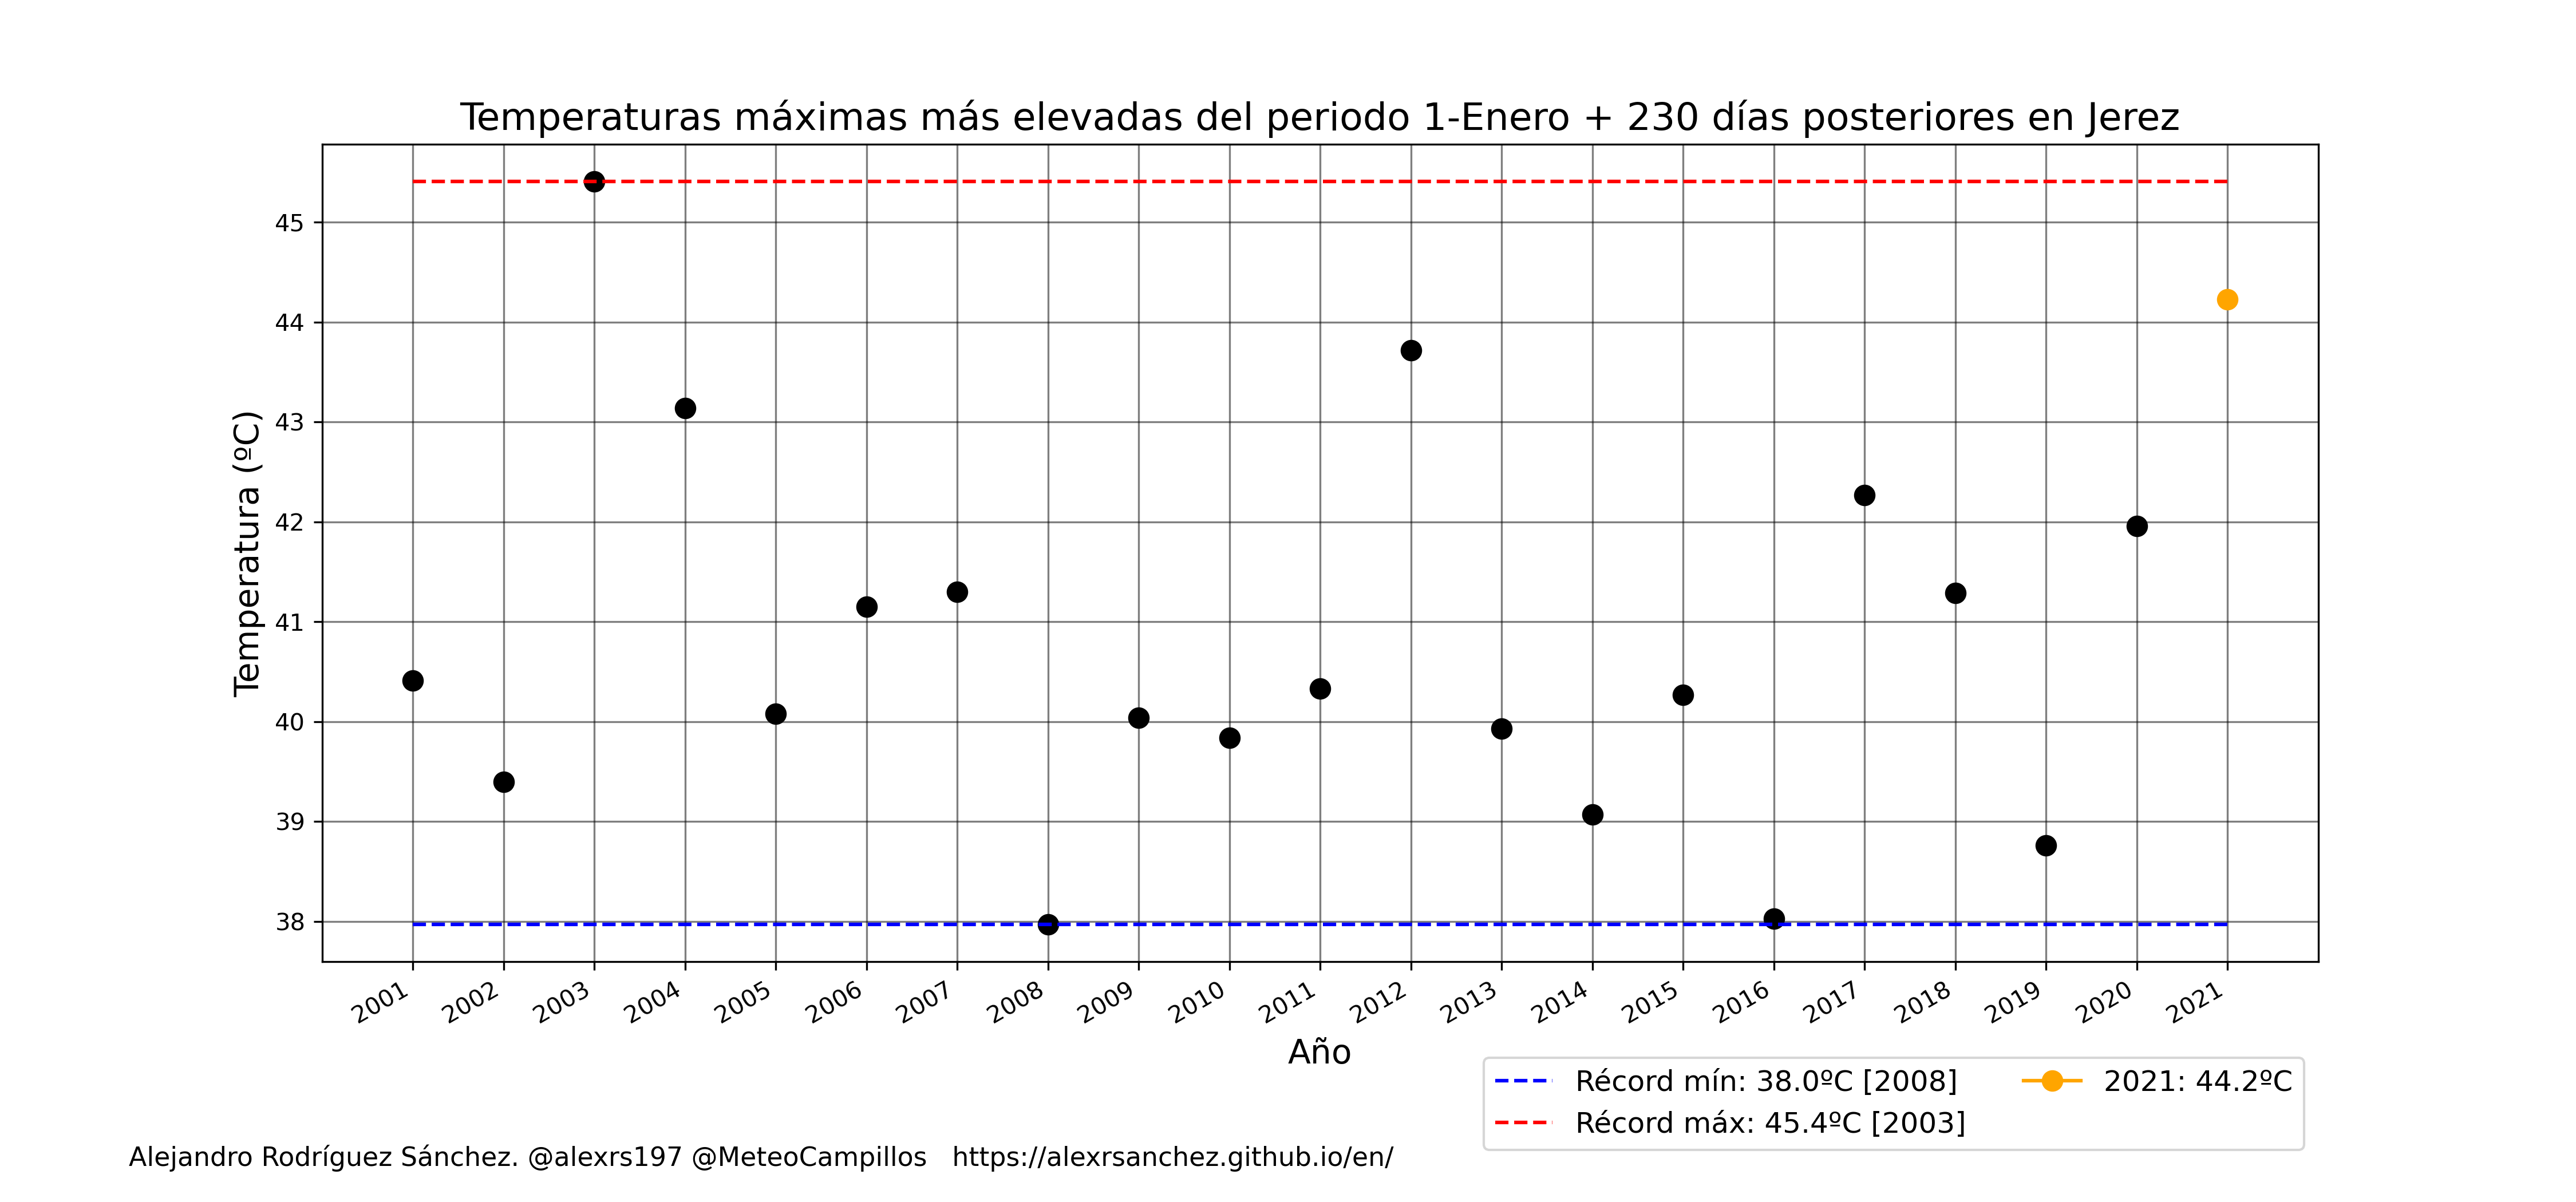 Temperaturas máximas más elevadas del periodo 1-Enero + 230 días posteriores en Jerez
Temperatura (ºC)
45
44
43
42
41
40
39
38
2001 2002 2003 2004 2005 2006 2007 2008 2009 2010 2011 2012 2013 2014 2015 2016 2017 2018 2019 2020 2021
Año
Récord mín: 38.0ºC [2008]
Récord máx: 45.4ºC [2003]
2021: 44.2ºC
Alejandro Rodríguez Sánchez. @alexrs197 @MeteoCampillos https://alexrsanchez.github.io/en/